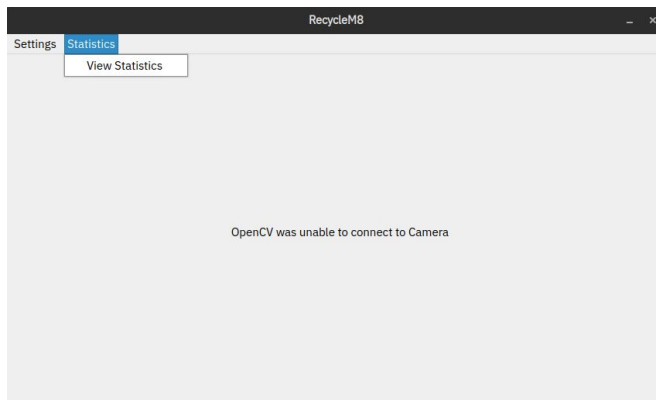 RecycleM8
Settings Statistics
View Statistics
OpenCV was unable to connect to Camera